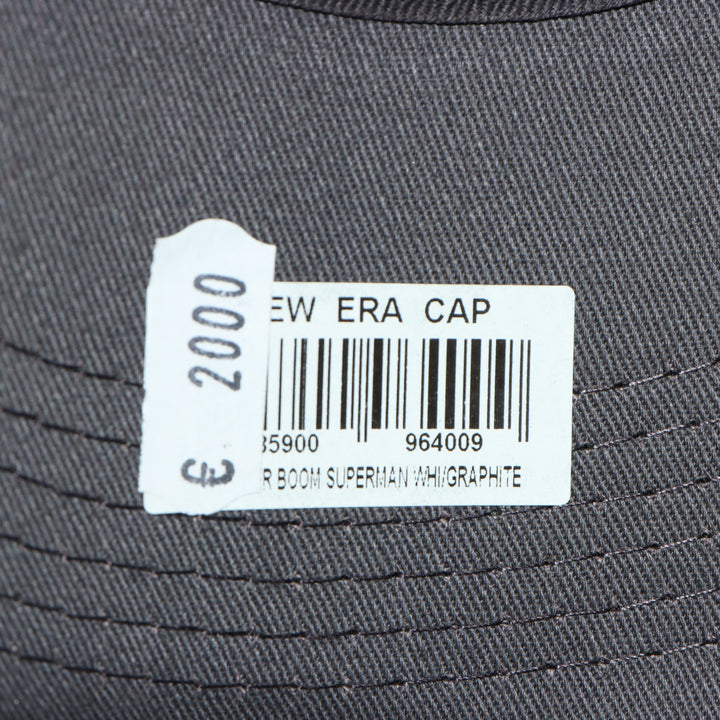 € 2000
EW ERA CAP
35900 964009
R BOOM SUPERMAN WHI/GRAPHITE